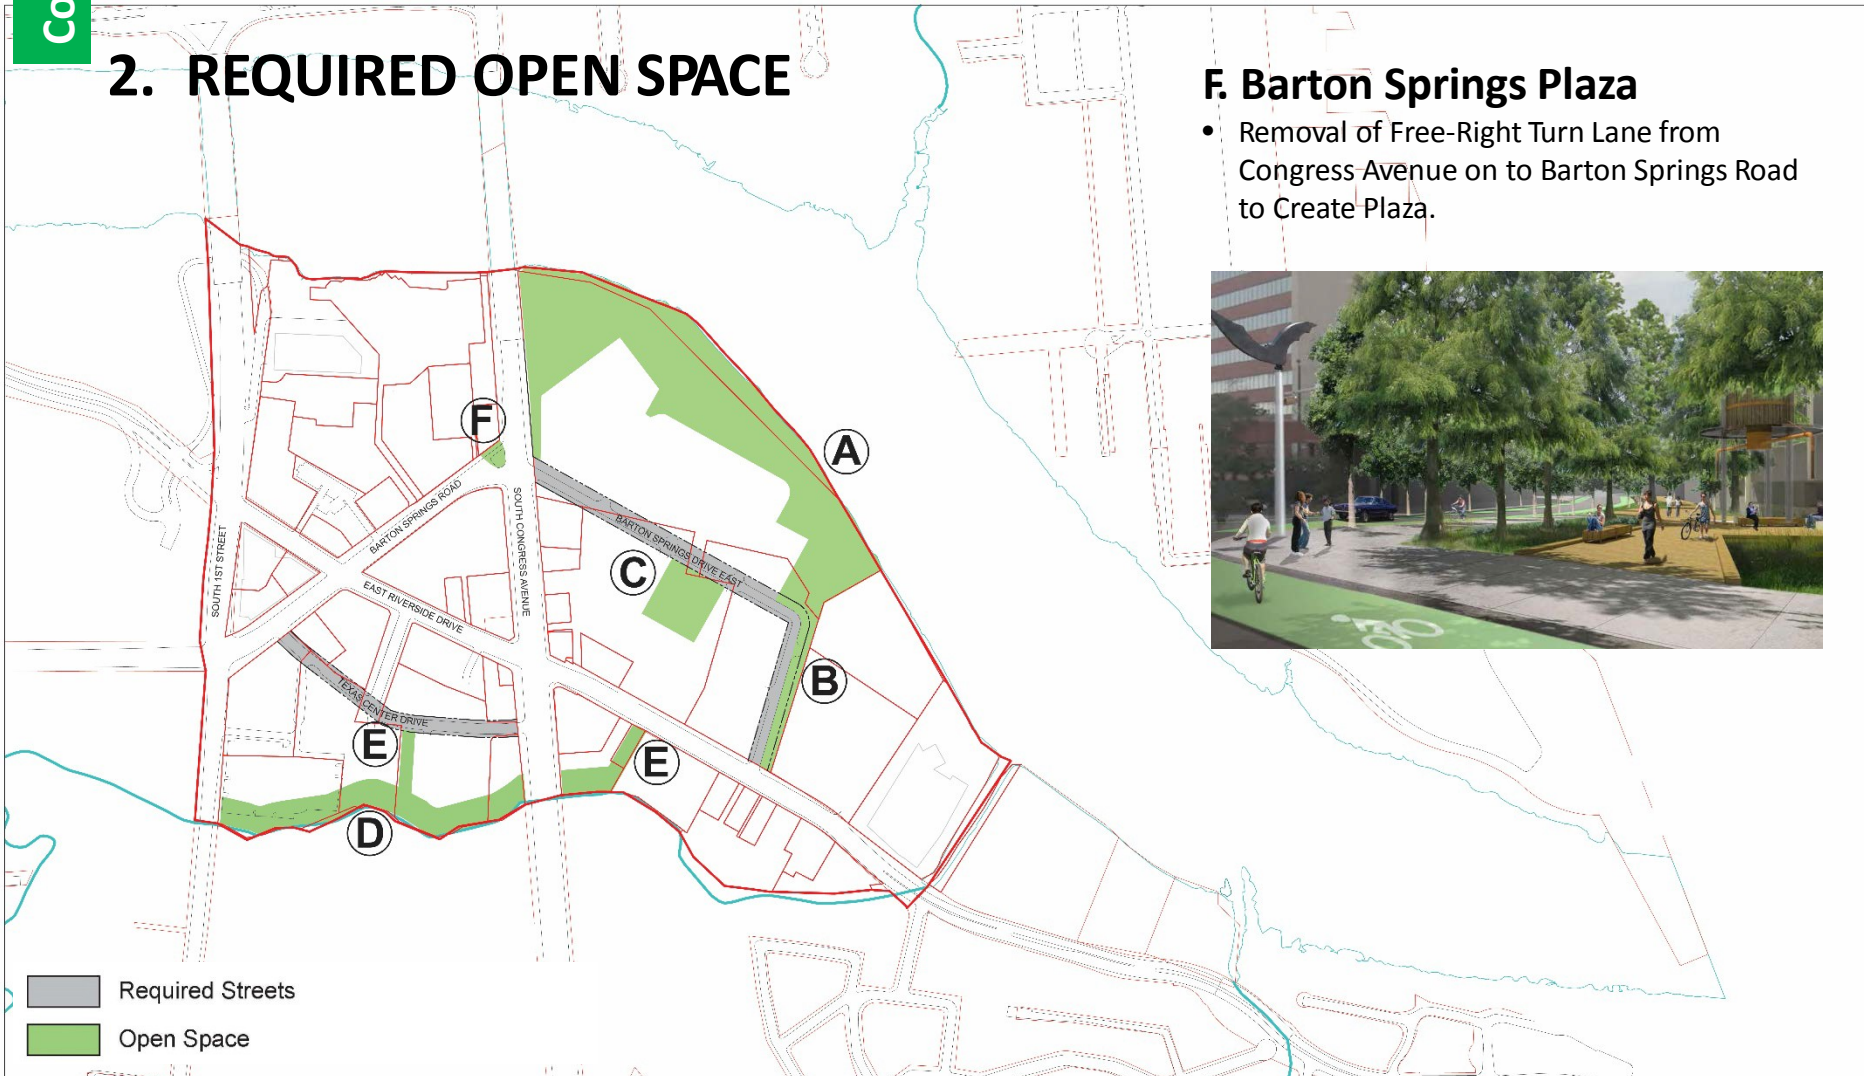 Co
2. REQUIRED OPEN SPACE
F. Barton Springs Plaza
• Removal of Free-Right Turn Lane from
Congress Avenue on to Barton Springs Road
to Create Plaza.
F
A
BARTON SPRINGS ROAD
SOUTH CONGRESS AVENUE
BARTON SPRINGS DRIVE EAST
SOUTH 1ST STREET
C
EAST RIVERSIDE DRIVE
B
TEXAS CENTER DRIVE
E
E
D
Required Streets
Open Space